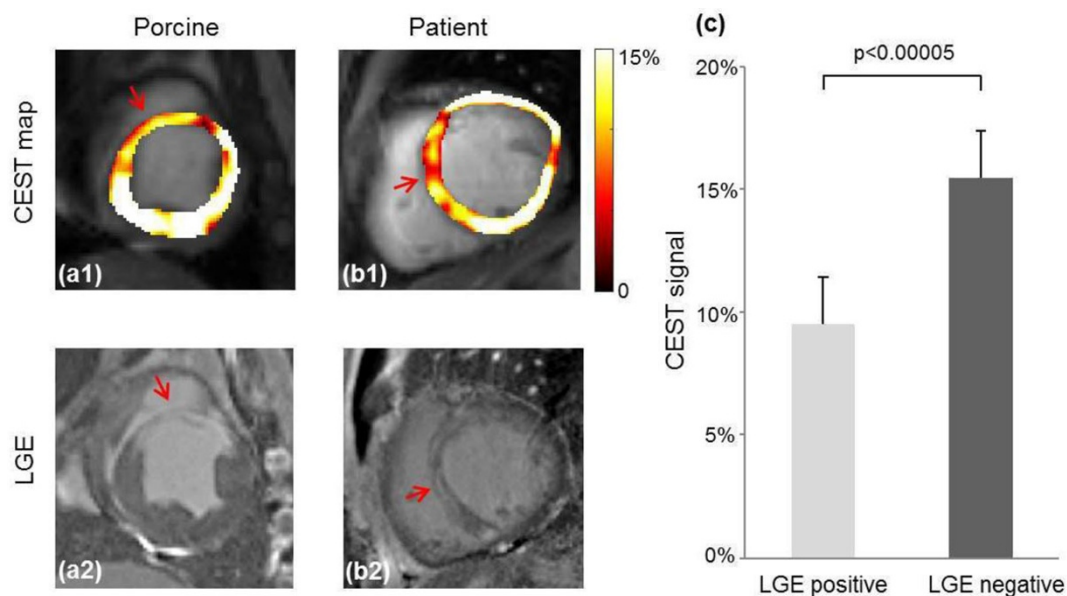 Porcine
Patient
(c)
CEST map
(a1)
(b1)
15%
0
LGE
(a2)
(b2)
p<0.00005
20%
15%
10%
5%
0%
CEST signal
LGE positive
LGE negative